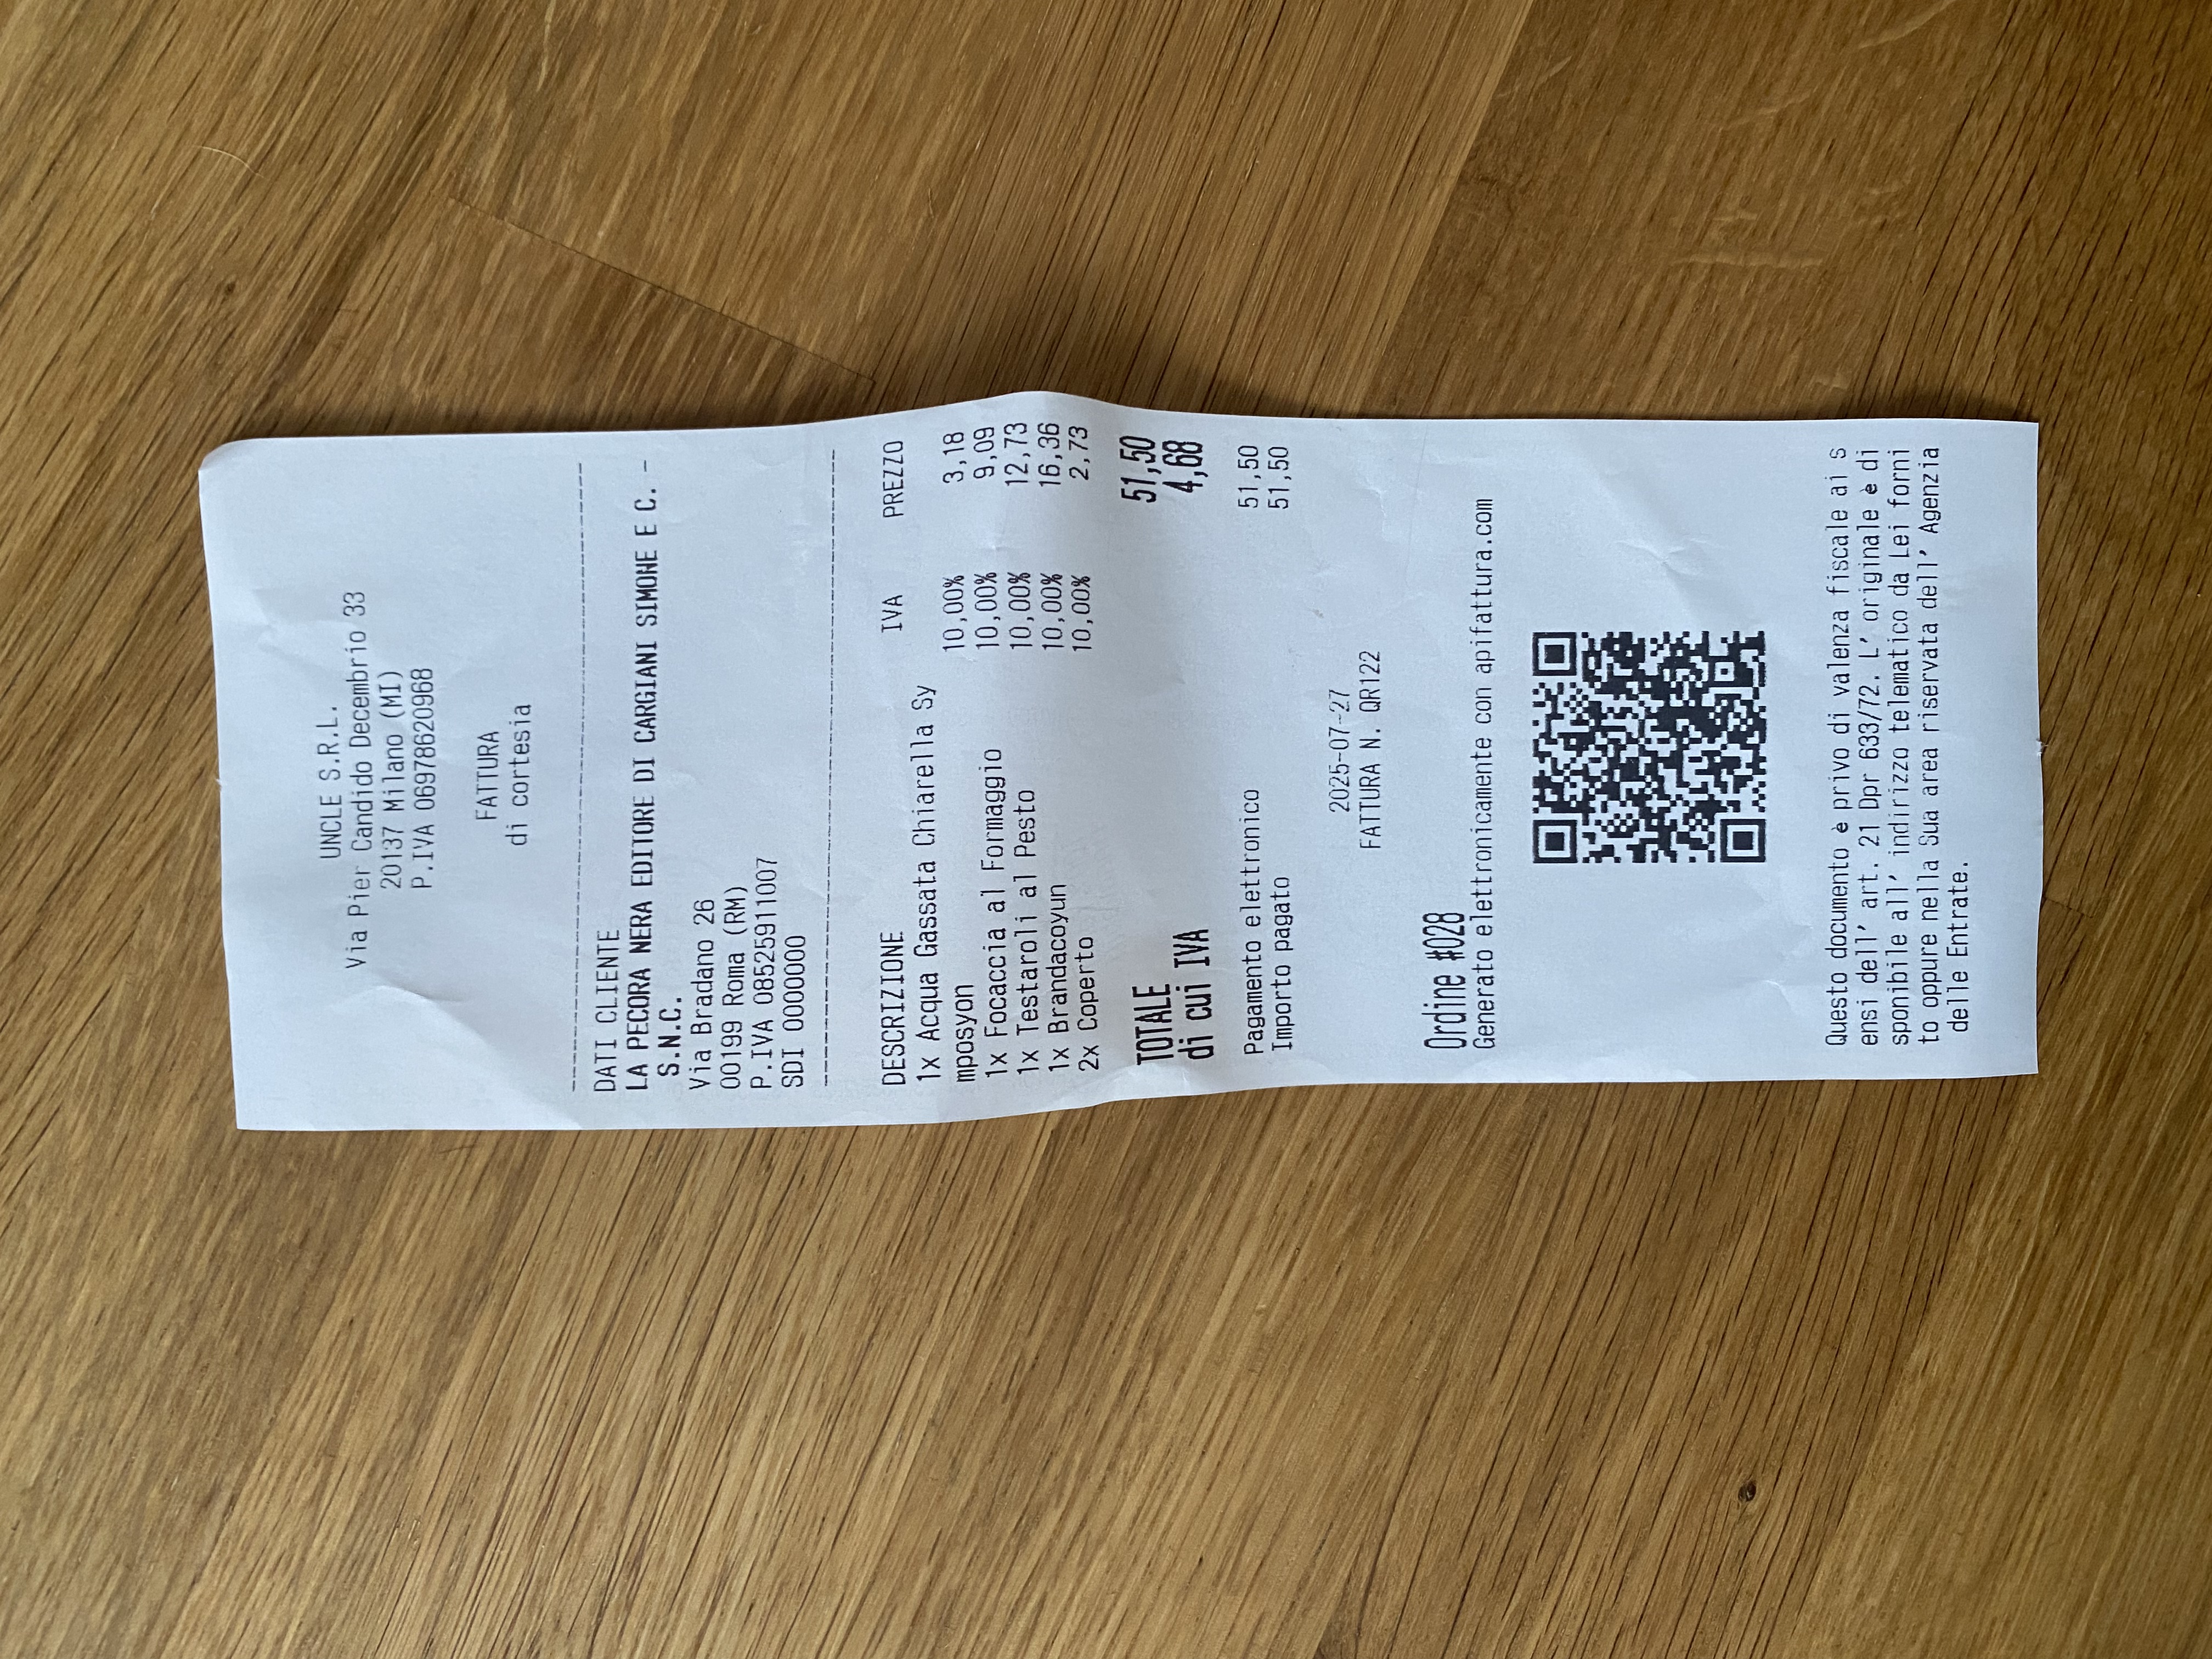 UNCLE S.R.L.
Via Pier Candido Decembrio 33
20137 Milano (MI)
P.IVA 06978620968
FATTURA
di cortesia
DATI CLIENTE
LA PECORA NERA EDITORE DI CARGIANI SIMONE E C. -
S.N.C.
Via Bradano 26
00199 Roma (RM)
P.IVA 08525911007
SDI 0000000
DESCRIZIONE IVA PREZZO
1x Acqua Gassata Chiarella Sy 10,00% 3,18
mposyon
1x Focaccia al Formaggio 10,00% 9,09
1x Testaroli al Pesto 10,00% 12,73
1x Brandacoyun 10,00% 16,36
2x Coperto 10,00% 2,73
TOTALE 51,50
di cui IVA 4,68
Pagamento elettronico 51,50
Importo pagato 51,50
2025-07-27
FATTURA N. QR122
Ordine #028
Generato elettronicamente con apifattura.com
Questo documento è privo di valenza fiscale ai s
ensi dell' art. 21 Dpr 633/72. L' originale è di
sponibile all' indirizzo telematico da Lei forni
to oppure nella Sua area riservata dell' Agenzia
delle Entrate.